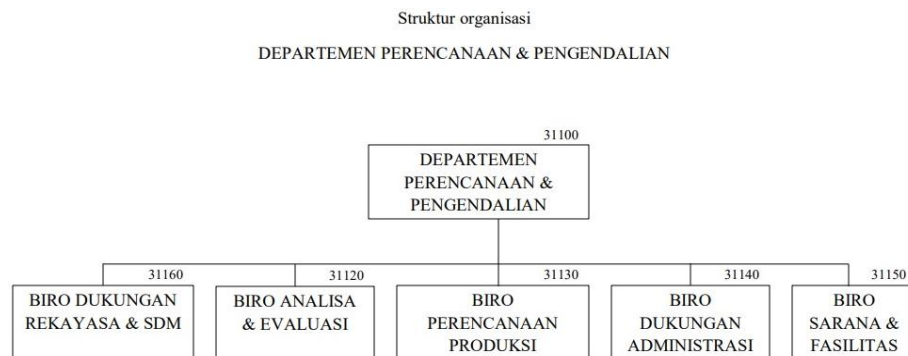 Struktur organisasi
DEPARTEMEN PERENCANAAN & PENGENDALIAN
31100
DEPARTEMEN
PERENCANAAN &
PENGENDALIAN
31160
BIRO DUKUNGAN
REKAYASA & SDM
31120
BIRO ANALISA
& EVALUASI
31130
BIRO
PERENCANAAN
PRODUKSI
31140
BIRO
DUKUNGAN
ADMINISTRASI
31150
BIRO
SARANA &
FASILITAS